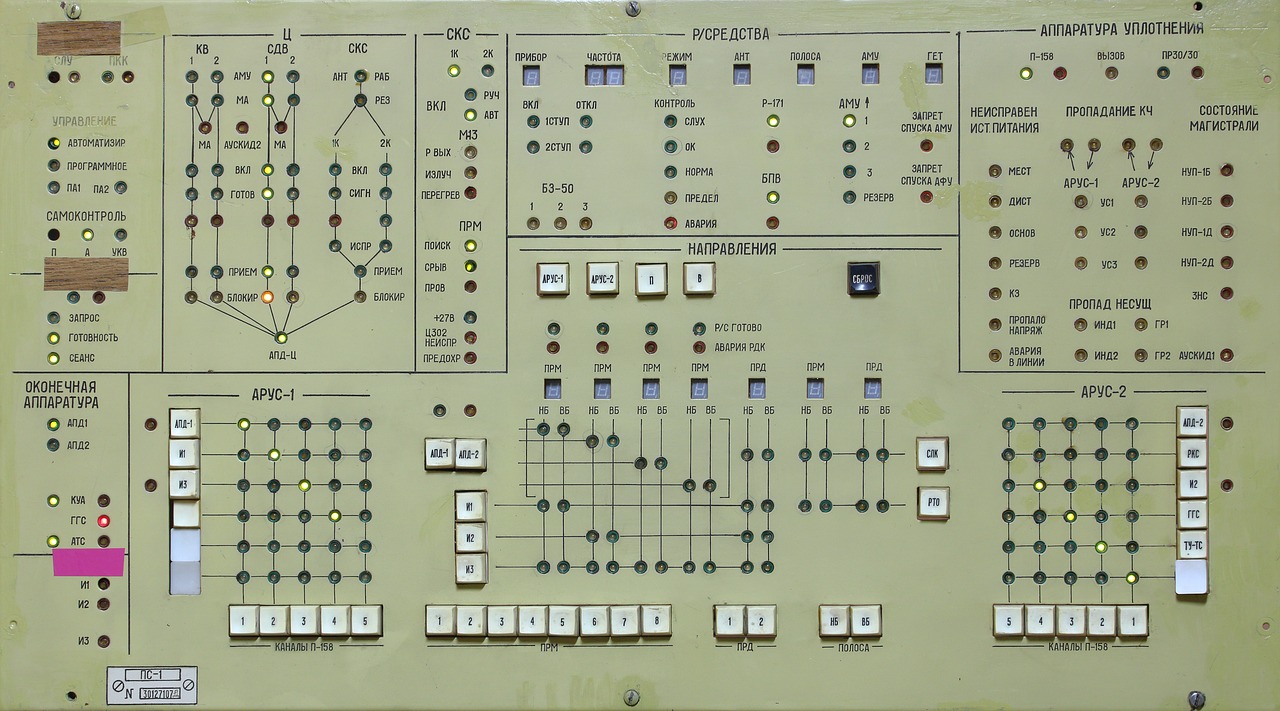 ПКК
УПРАВЛЕНИЕ
АВТОМАТИЗИР
ПРОГРАММНОЕ
ПА1 ПА2
САМОКОНТРОЛЬ
П А УКВ
ЗАПРОС
ГОТОВНОСТЬ
СЕАНС
Ц
КВ СДВ СКС
1 2 1 2
АМУ АНТ РАБ
МА РЕЗ
МА АУСКИД2 МА 1К 2К
ВКЛ ВКЛ
ГОТОВ СИГН
ИСПР
ПРИЕМ ПРИЕМ
БЛОКИР БЛОКИР
АПД-Ц
СКС
1К 2К
РУЧ
ВКЛ
АВТ
МИЗ
Р ВЫХ
ИЗЛУЧ
ПЕРЕГРЕВ
ПРМ
ПОИСК
СРЫВ
ПРОВ
+27В
Ц302
НЕИСПР
ПРЕДОХР
Р/СРЕДСТВА
ПРИБОР ЧАСТОТА РЕЖИМ АНТ ПОЛОСА АМУ ГЕТ
ВКЛ ОТКЛ КОНТРОЛЬ Р-171 АМУ
1СТУП СЛУХ 1 ЗАПРЕТ
СПУСКА АМУ
2СТУП ОК 2
НОРМА БПВ 3 ЗАПРЕТ
СПУСКА АФУ
БЗ-50 ПРЕДЕЛ РЕЗЕРВ
1 2 3 АВАРИЯ
АППАРАТУРА УПЛОТНЕНИЯ
П-158 ВЫЗОВ ПР30/30
НЕИСПРАВЕН
ИСТ.ПИТАНИЯ
ПРОПАДАНИЕ КЧ
СОСТОЯНИЕ
МАГИСТРАЛИ
МЕСТ АРУС-1 АРУС-2 НУП-1Б
ДИСТ УС1 НУП-2Б
ОСНОВ УС2 НУП-1Д
РЕЗЕРВ УС3 НУП-2Д
КЗ ЗНС
ПРОПАД НЕСУЩ
ПРОПАЛО
НАПРЯЖ
ИНД1 ГР1
АВАРИЯ
В ЛИНИИ
ИНД2 ГР2 АУСКИД1
НАПРАВЛЕНИЯ
АРУС-1 АРУС-2 П В СБРОС
Р/С ГОТОВО
АВАРИЯ РДК
ПРМ ПРМ ПРМ ПРМ ПРД ПРМ ПРД
НБ ВБ НБ ВБ НБ ВБ НБ ВБ НБ ВБ НБ ВБ НБ ВБ
АПД-1 АПД-2 СЛК
И1 РТО
И2
И3
1 2 3 4 5 6 7 8 1 2 НБ ВБ
ПРМ ПРД ПОЛОСА
ОКОНЕЧНАЯ
АППАРАТУРА
АПД1
АПД2
КУА
ГГС
АТС
И1
И2
И3
АРУС-1
АПД-1
И1
И3
1 2 3 4 5
КАНАЛЫ П-158
АРУС-2
АПД-2
РКС
И2
ГГС
ТУ-ТС
5 4 3 2 1
КАНАЛЫ П-158
ПС-1
N